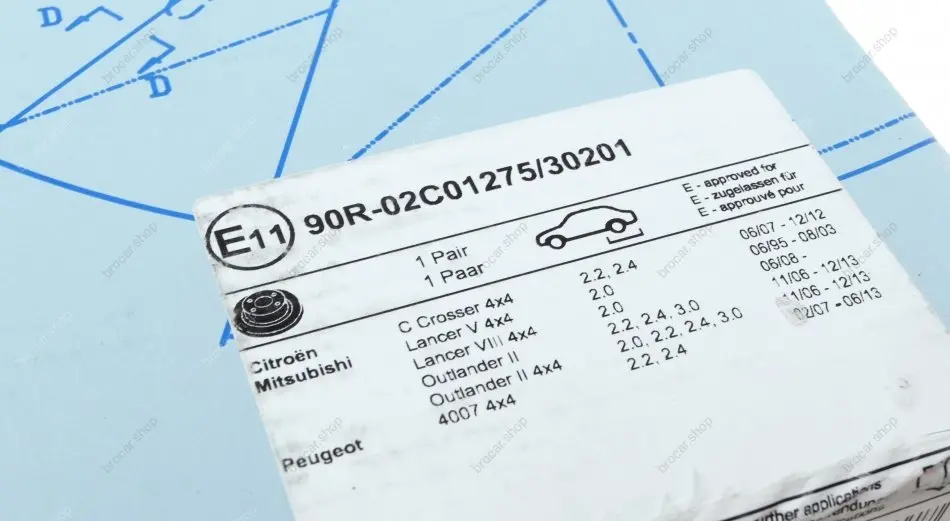 D
D
E11 90R-02C01275/30201
E - approved for
E - zugelassen für
E - approuvé pour
1 Pair
1 Paar
Citroën C Crosser 4x4 2.2, 2.4 06/07 - 12/12
Mitsubishi Lancer V 4x4 2.0 06/95 - 08/03
Lancer VIII 4x4 2.0 06/08 -
Outlander II 2.2, 2.4, 3.0 11/06 - 12/13
Outlander II 4x4 2.0, 2.2, 2.4, 3.0 11/06 - 12/13
Peugeot 4007 4x4 2.2, 2.4 02/07 - 06/13
applications
brocar.shop